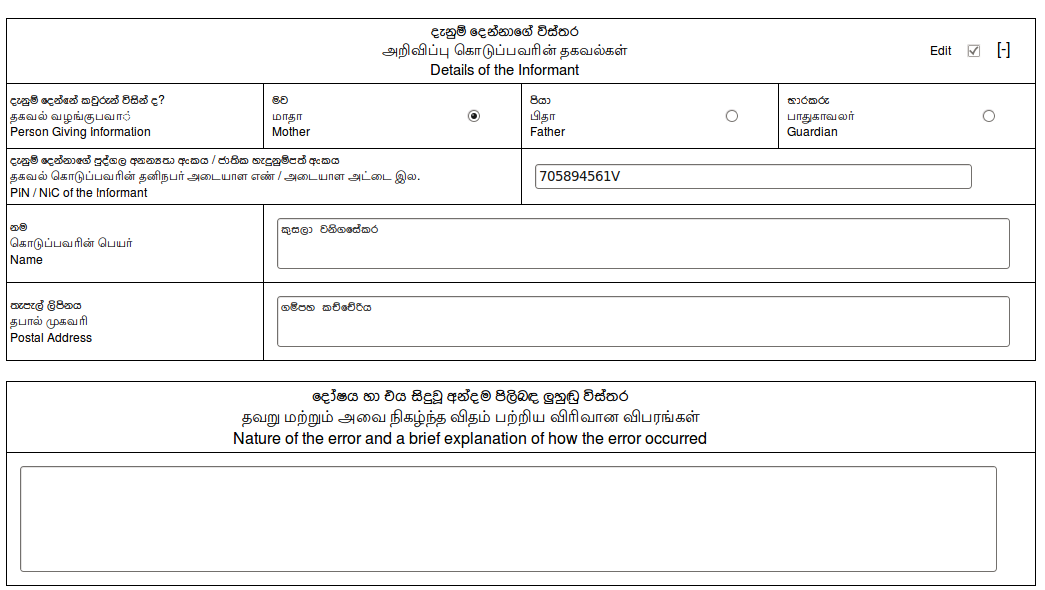 දැනුම් දෙන්නාගේ විස්තර
அறிவிப்பு கொடுப்பவரின் தகவல்கள்
Details of the Informant
Edit [-]
දැනුම් දෙන්නේ කවුරුන් විසින් ද?
தகவல் வழங்குபவா்
Person Giving Information
මව
மாதா
Mother
පියා
பிதா
Father
භාරකරු
பாதுகாவலர்
Guardian
දැනුම් දෙන්නාගේ පුද්ගල අනන්‍යතා අංකය / ජාතික හැඳුනුම්පත් අංකය
தகவல் கொடுப்பவரின் தனிநபர் அடையாள எண் / அடையாள அட்டை இல.
PIN / NIC of the Informant
705894561V
නම
கொடுப்பவரின் பெயர்
Name
කුසලා වනිගසේකර
තැපැල් ලිපිනය
தபால் முகவரி
Postal Address
ගම්පහ කච්චේරිය
දෝෂය හා එය සිදුවූ අන්දම පිලිබඳ ලුහුඬු විස්තර
தவறு மற்றும் அவை நிகழ்ந்த விதம் பற்றிய விரிவான விபரங்கள்
Nature of the error and a brief explanation of how the error occurred